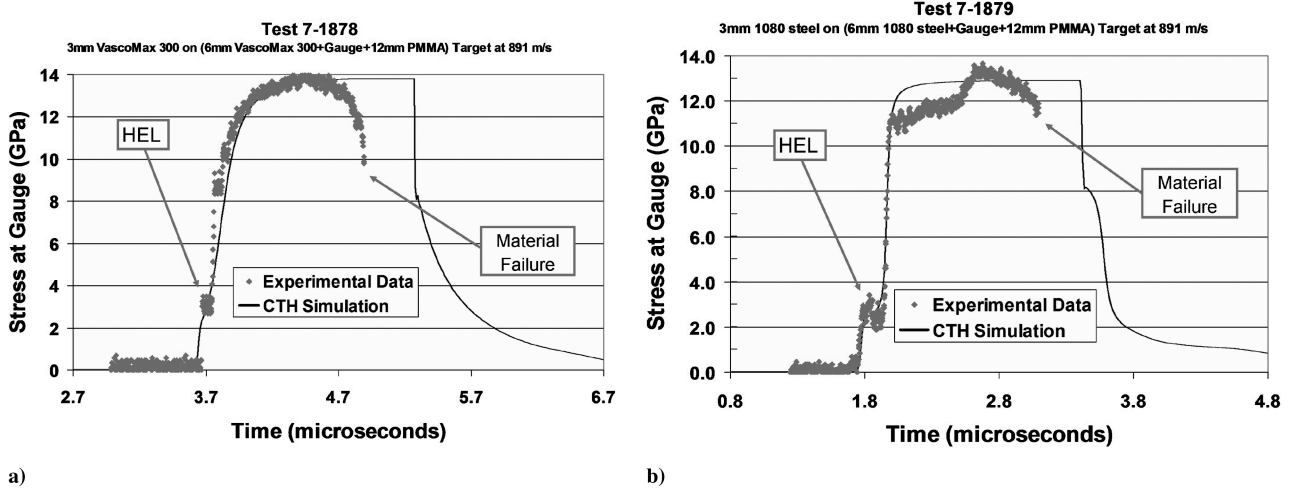 Test 7-1878
3mm VascoMax 300 on (6mm VascoMax 300+Gauge+12mm PMMA) Target at 891 m/s
Stress at Gauge (GPa)
14
12
10
8
6
4
2
0
HEL
Material
Failure
Experimental Data
CTH Simulation
2.7 3.7 4.7 5.7 6.7
Time (microseconds)
a)
Test 7-1879
3mm 1080 steel on (6mm 1080 steel+Gauge+12mm PMMA) Target at 891 m/s
Stress at Gauge (GPa)
14.0
12.0
10.0
8.0
6.0
4.0
2.0
0.0
HEL
Material
Failure
Experimental Data
CTH Simulation
0.8 1.8 2.8 3.8 4.8
Time (microseconds)
b)